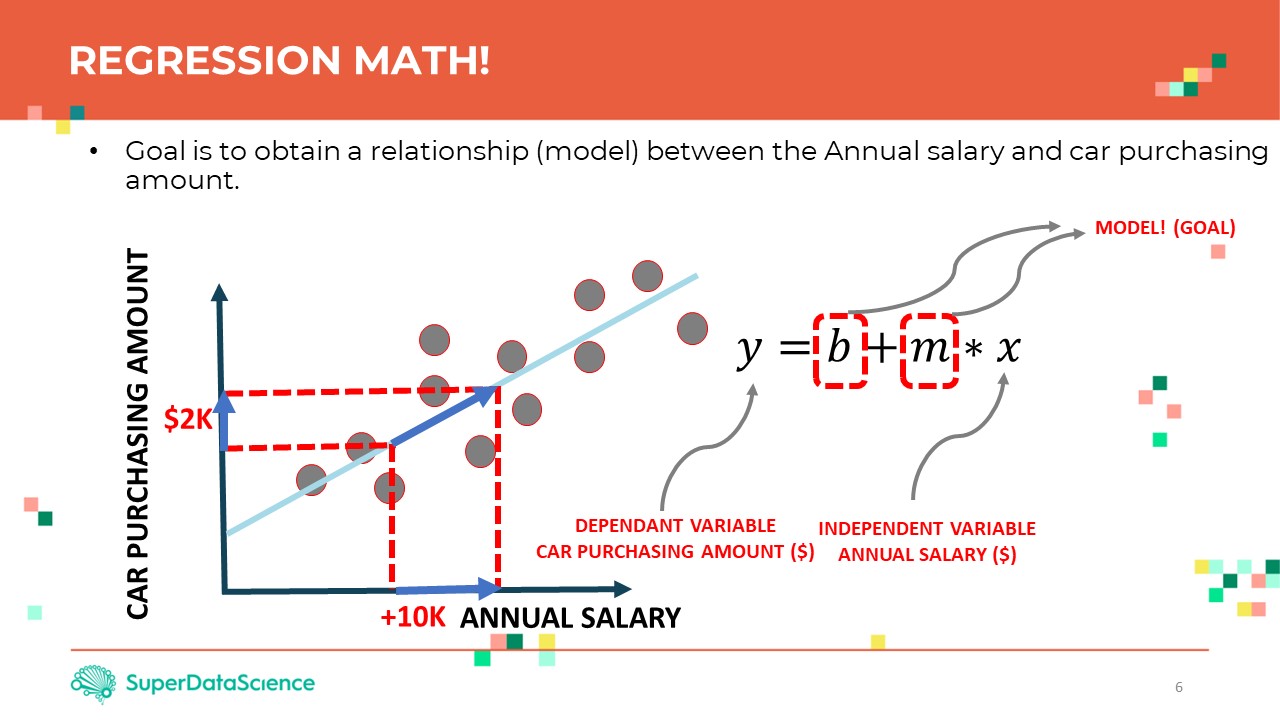 REGRESSION MATH!
• Goal is to obtain a relationship (model) between the Annual salary and car purchasing
amount.
MODEL! (GOAL)
CAR PURCHASING AMOUNT
y = b + m ∗ x
$2K
DEPENDANT VARIABLE
CAR PURCHASING AMOUNT ($)
INDEPENDENT VARIABLE
ANNUAL SALARY ($)
+10K
ANNUAL SALARY
SuperDataScience
6